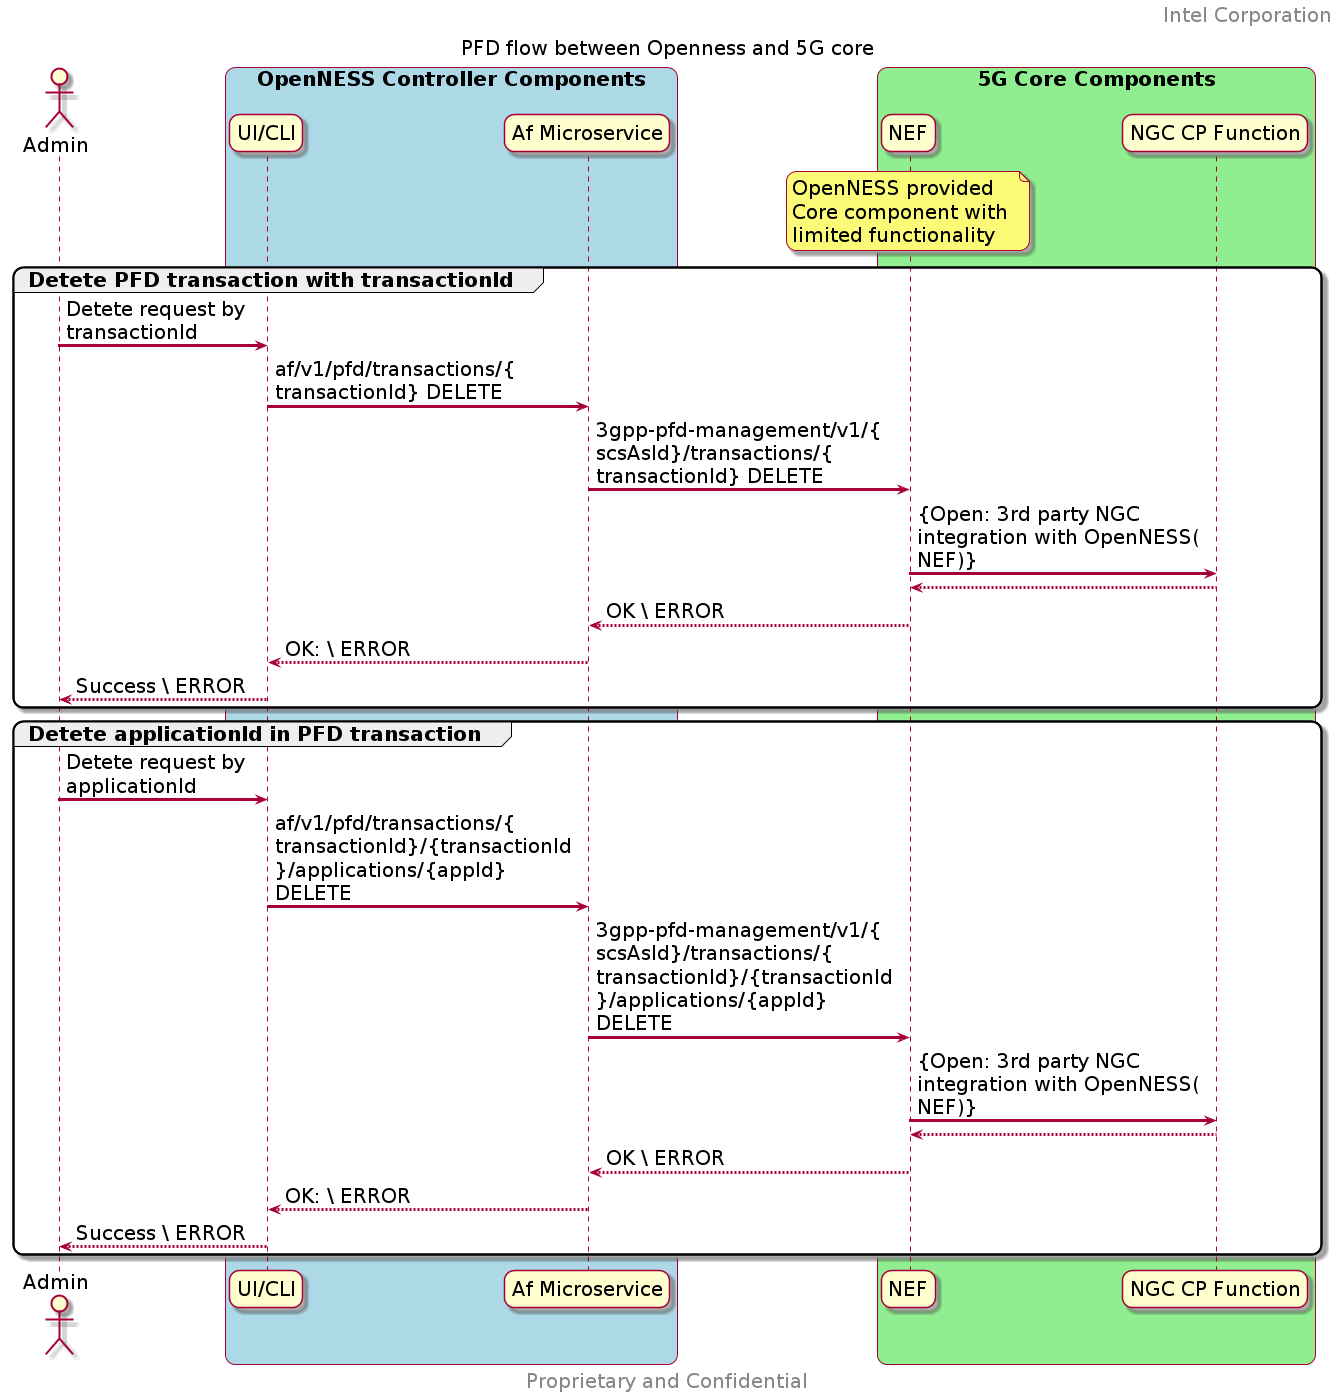 Intel Corporation
PFD flow between Openness and 5G core
OpenNESS Controller Components
5G Core Components
Admin
UI/CLI
Af Microservice
NEF
NGC CP Function
OpenNESS provided
Core component with
limited functionality
Detete PFD transaction with transactionId
Detete request by
transactionId
af/v1/pfd/transactions/{
transactionId} DELETE
3gpp-pfd-management/v1/{
scsAsId}/transactions/{
transactionId} DELETE
{Open: 3rd party NGC
integration with OpenNESS(
NEF)}
OK \ ERROR
OK: \ ERROR
Success \ ERROR
Detete applicationId in PFD transaction
Detete request by
applicationId
af/v1/pfd/transactions/{
transactionId}/{transactionId
}/applications/{appId}
DELETE
3gpp-pfd-management/v1/{
scsAsId}/transactions/{
transactionId}/{transactionId
}/applications/{appId}
DELETE
{Open: 3rd party NGC
integration with OpenNESS(
NEF)}
OK \ ERROR
OK: \ ERROR
Success \ ERROR
Admin
UI/CLI
Af Microservice
NEF
NGC CP Function
Proprietary and Confidential